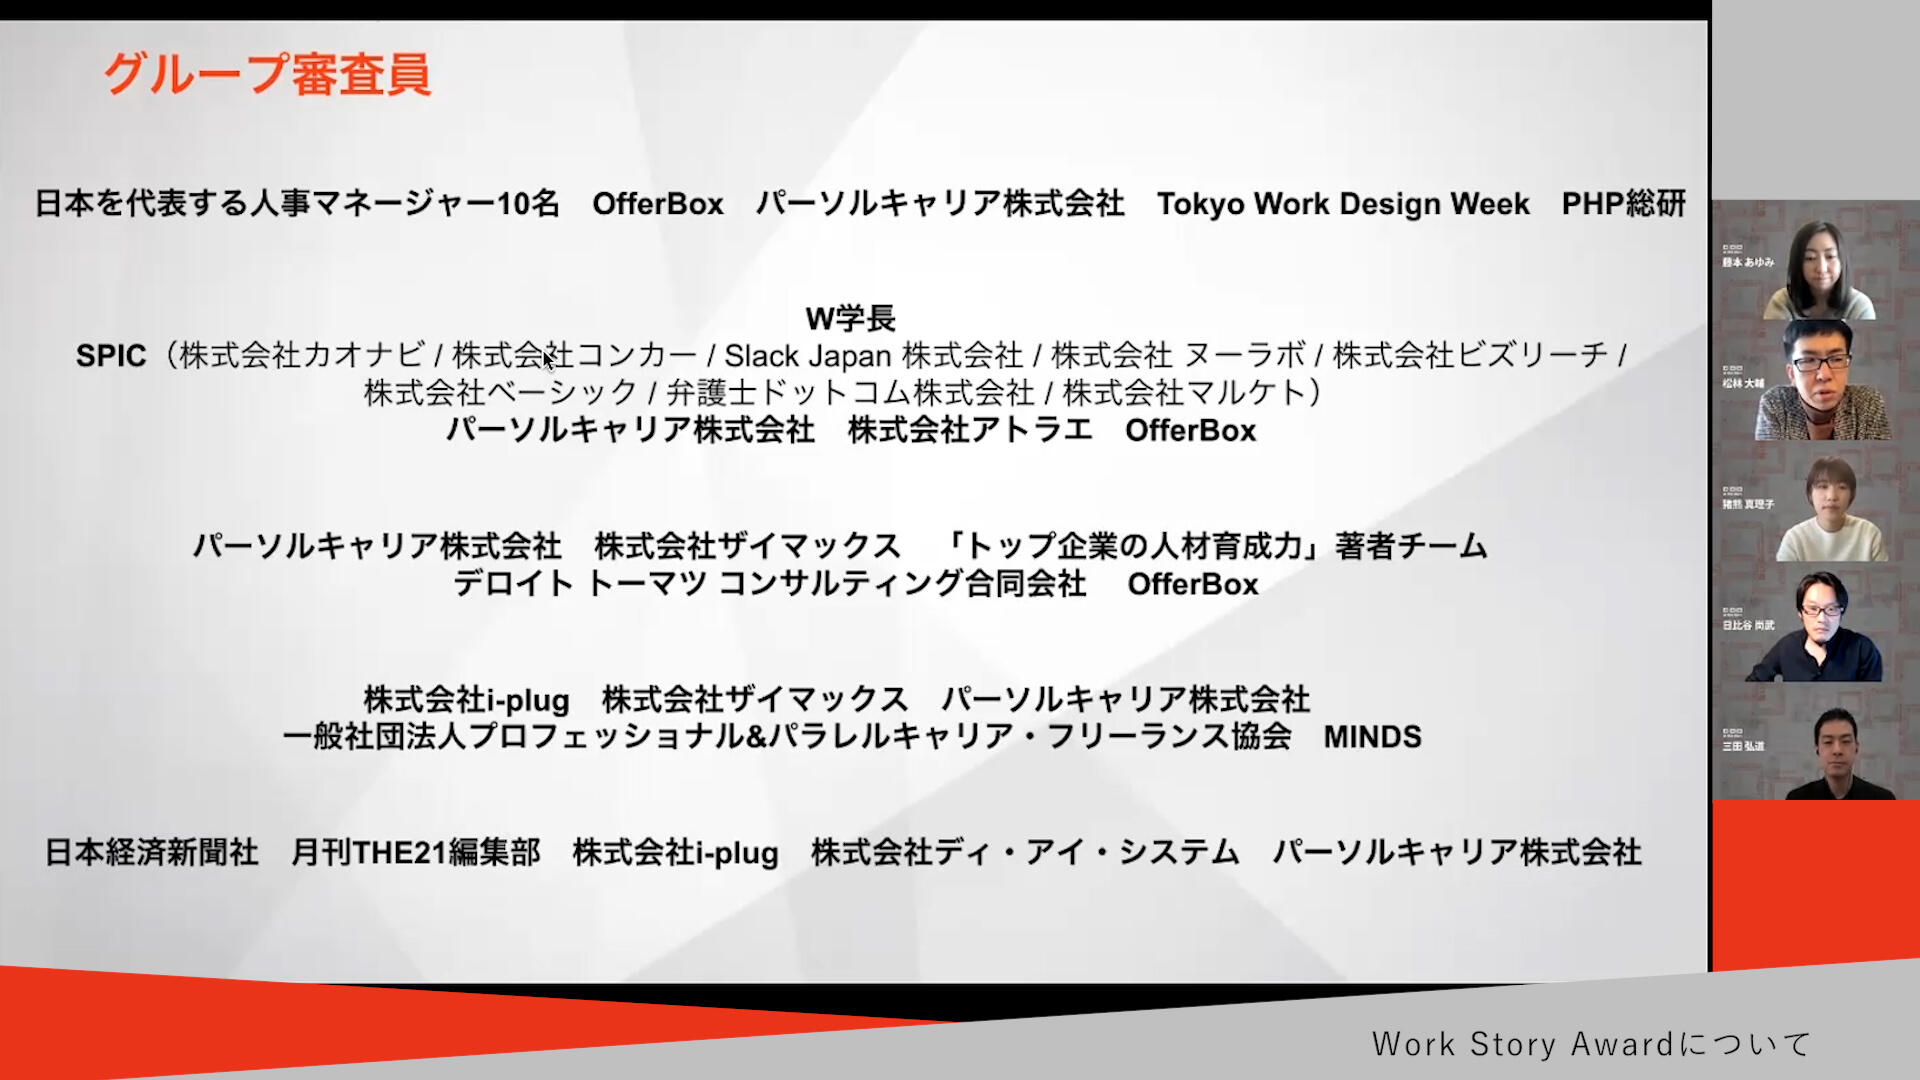 グループ審査員
日本を代表する人事マネージャー10名　OfferBox　パーソルキャリア株式会社　Tokyo Work Design Week　PHP総研
W学長
SPIC（株式会社カオナビ / 株式会社コンカー / Slack Japan 株式会社 / 株式会社 ヌーラボ / 株式会社ビズリーチ /
株式会社ベーシック / 弁護士ドットコム株式会社 / 株式会社マルケト）
パーソルキャリア株式会社　株式会社アトラエ　OfferBox
パーソルキャリア株式会社　株式会社ザイマックス　「トップ企業の人材育成力」著者チーム
デロイト トーマツ コンサルティング合同会社　OfferBox
株式会社i-plug　株式会社ザイマックス　パーソルキャリア株式会社
一般社団法人プロフェッショナル&パラレルキャリア・フリーランス協会　MINDS
日本経済新聞社　月刊THE21編集部　株式会社i-plug　株式会社ディ・アイ・システム　パーソルキャリア株式会社
藤本 あゆみ
松林 大輔
猪熊 真理子
日比谷 尚武
三田 弘道
Work Story Awardについて